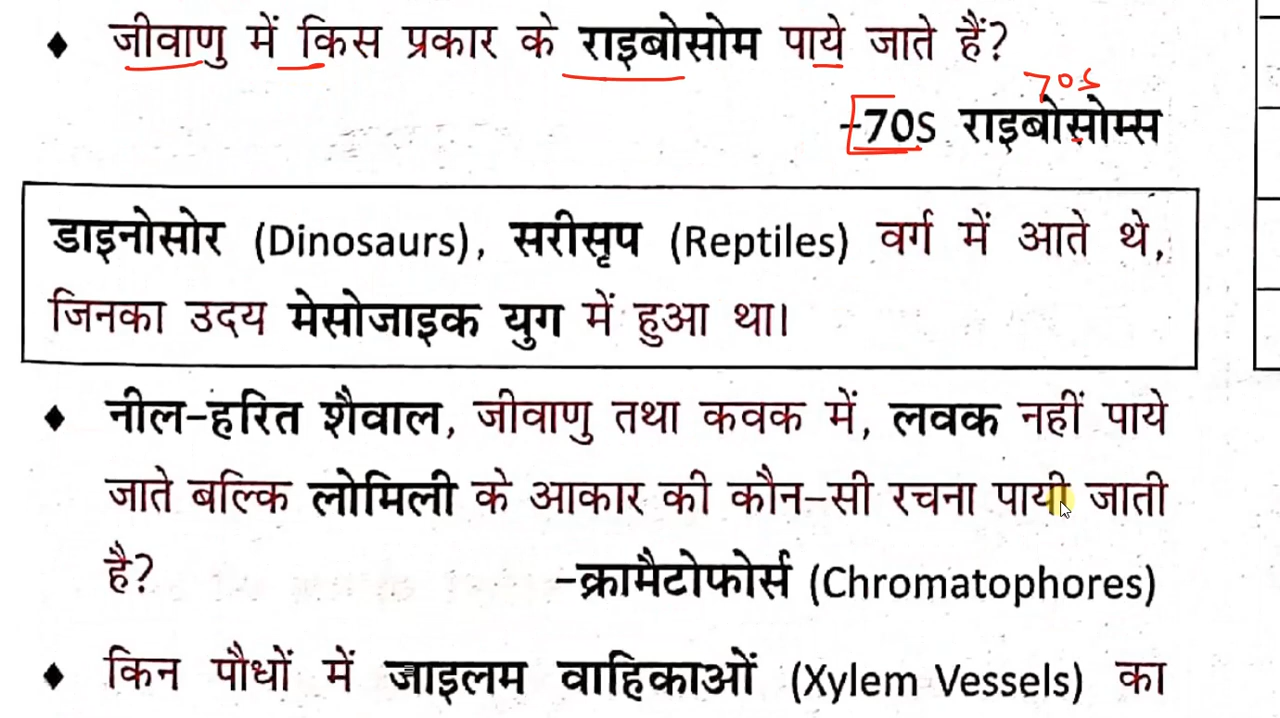 ♦ जीवाणु में किस प्रकार के राइबोसोम पाये जाते हैं?
70S
-70S राइबोसोम्स
डाइनोसोर (Dinosaurs), सरीसृप (Reptiles) वर्ग में आते थे,
जिनका उदय मेसोजाइक युग में हुआ था।
♦ नील-हरित शैवाल, जीवाणु तथा कवक में, लवक नहीं पाये
जाते बल्कि लोमिली के आकार की कौन-सी रचना पायी जाती
है?
-क्रामैटोफोर्स (Chromatophores)
♦ किन पौधों में जाइलम वाहिकाओं (Xylem Vessels) का